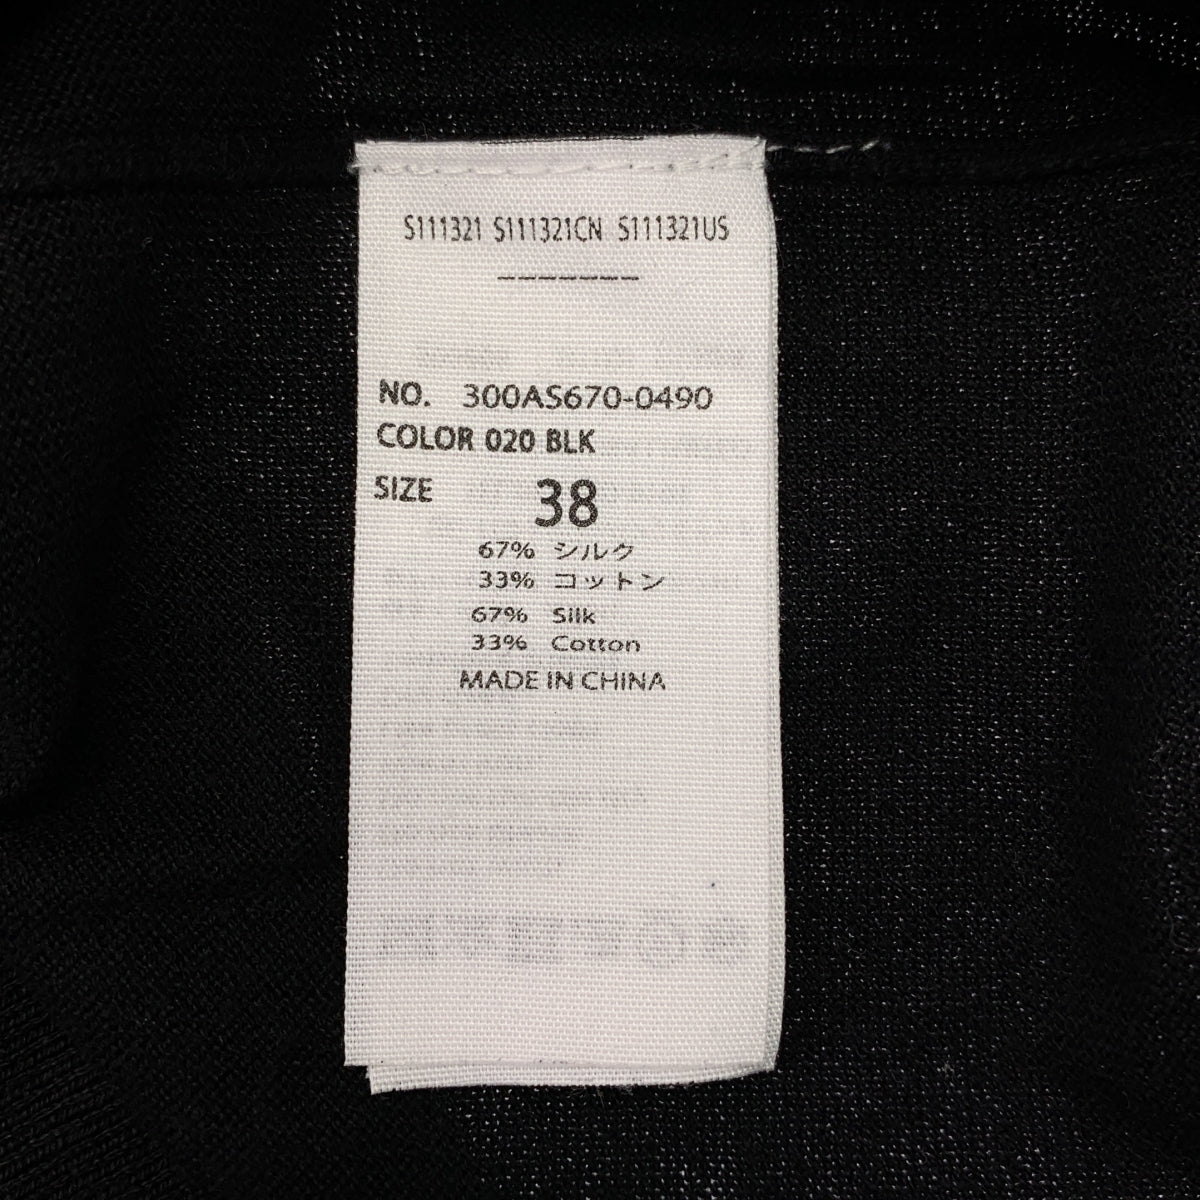 S111321 S111321CN S111321US
-------
NO. 300AS670-0490
COLOR 020 BLK
SIZE 38
67% シルク
33% コットン
67% Silk
33% Cotton
MADE IN CHINA